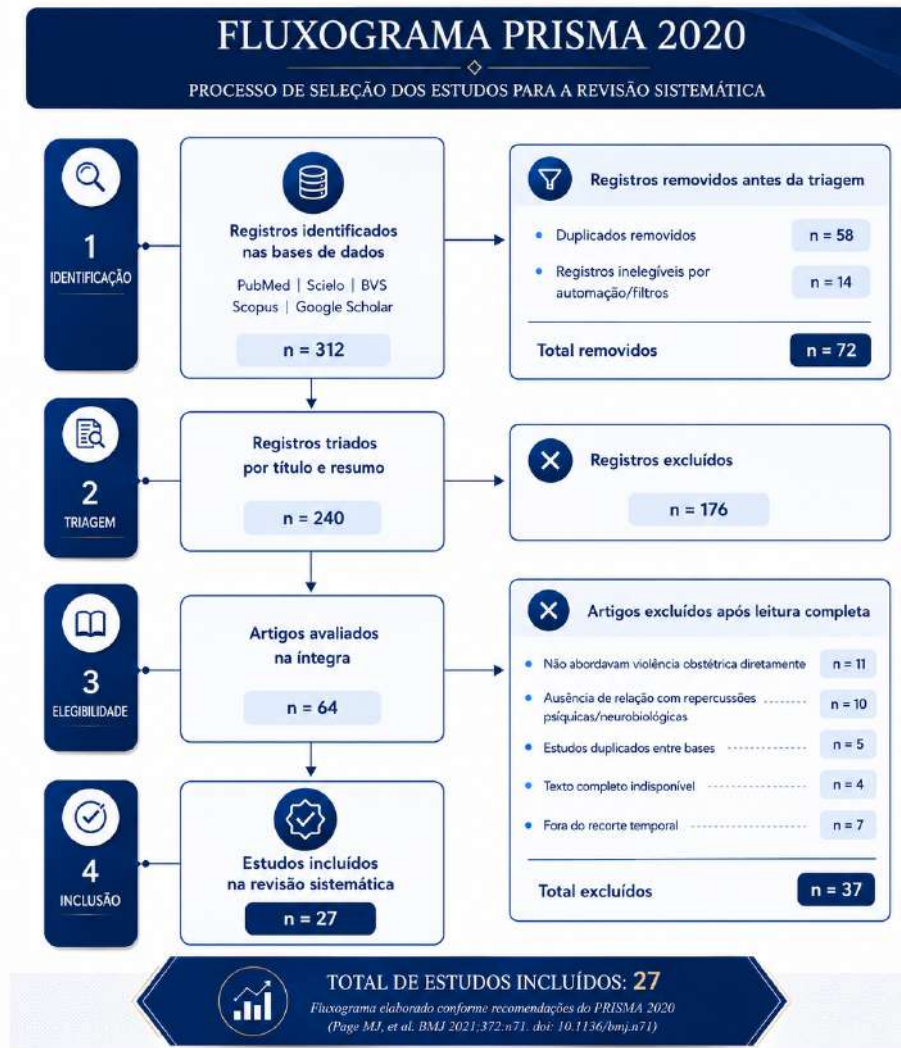 FLUXOGRAMA PRISMA 2020
PROCESSO DE SELEÇÃO DOS ESTUDOS PARA A REVISÃO SISTEMÁTICA
1
IDENTIFICAÇÃO
Registros identificados
nas bases de dados
PubMed | Scielo | BVS
Scopus | Google Scholar
n = 312
Registros removidos antes da triagem
Duplicados removidos n = 58
Registros inelegíveis por
automação/filtros n = 14
Total removidos n = 72
2
TRIAGEM
Registros triados
por título e resumo
n = 240
Registros excluídos
n = 176
3
ELEGIBILIDADE
Artigos avaliados
na íntegra
n = 64
Artigos excluídos após leitura completa
Não abordavam violência obstétrica diretamente n = 11
Ausência de relação com repercussões
psíquicas/neurobiológicas n = 10
Estudos duplicados entre bases n = 5
Texto completo indisponível n = 4
Fora do recorte temporal n = 7
Total excluídos n = 37
4
INCLUSÃO
Estudos incluídos
na revisão sistemática
n = 27
TOTAL DE ESTUDOS INCLUÍDOS: 27
Fluxograma elaborado conforme recomendações do PRISMA 2020
(Page MJ, et al. BMJ 2021;372:n71. doi: 10.1136/bmj.n71)